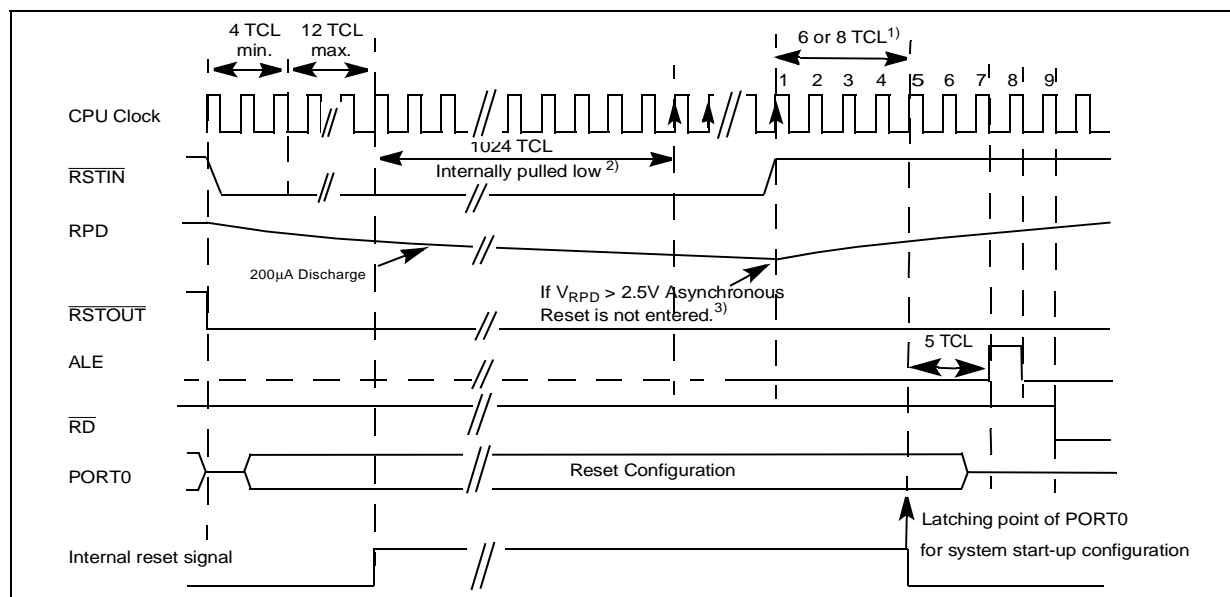 4 TCL
min.
12 TCL
max.
6 or 8 TCL1)
1 2 3 4 5 6 7 8 9
CPU Clock
1024 TCL
Internally pulled low 2)
RSTIN
RPD
200µA Discharge
If VRPD > 2.5V Asynchronous
Reset is not entered.3)
RSTOUT
5 TCL
ALE
RD
PORT0
Reset Configuration
Latching point of PORT0
for system start-up configuration
Internal reset signal